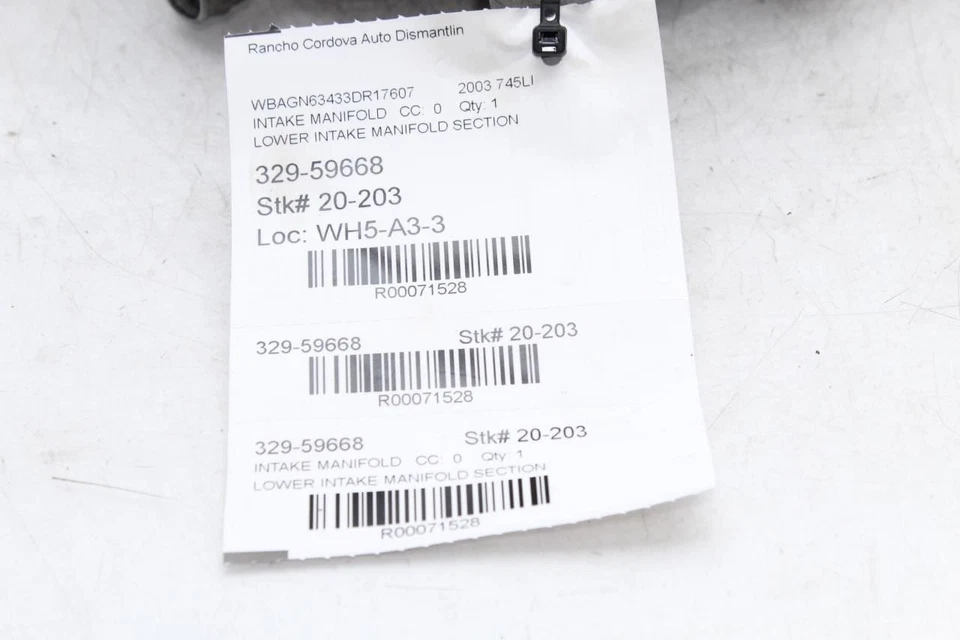 Rancho Cordova Auto Dismantlin
WBAGN63433DR17607 2003 745LI
INTAKE MANIFOLD CC: 0 Qty: 1
LOWER INTAKE MANIFOLD SECTION
329-59668
Stk# 20-203
Loc: WH5-A3-3
R00071528
329-59668 Stk# 20-203
R00071528
329-59668 Stk# 20-203
INTAKE MANIFOLD CC: 0 Qty: 1
LOWER INTAKE MANIFOLD SECTION
R00071528